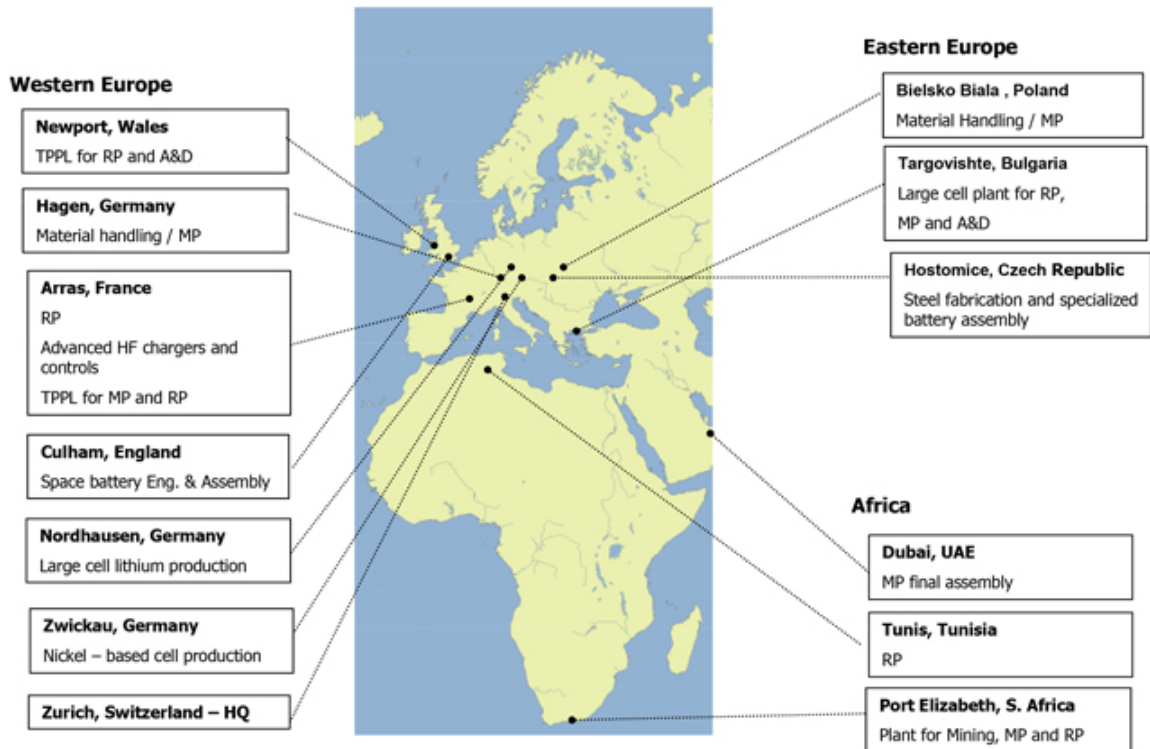 Western Europe
Newport, Wales
TPPL for RP and A&D
Hagen, Germany
Material handling / MP
Arras, France
RP
Advanced HF chargers and
controls
TPPL for MP and RP
Culham, England
Space battery Eng. & Assembly
Nordhausen, Germany
Large cell lithium production
Zwickau, Germany
Nickel – based cell production
Zurich, Switzerland – HQ
Eastern Europe
Bielsko Biala , Poland
Material Handling / MP
Targovishte, Bulgaria
Large cell plant for RP,
MP and A&D
Hostomice, Czech Republic
Steel fabrication and specialized
battery assembly
Africa
Dubai, UAE
MP final assembly
Tunis, Tunisia
RP
Port Elizabeth, S. Africa
Plant for Mining, MP and RP